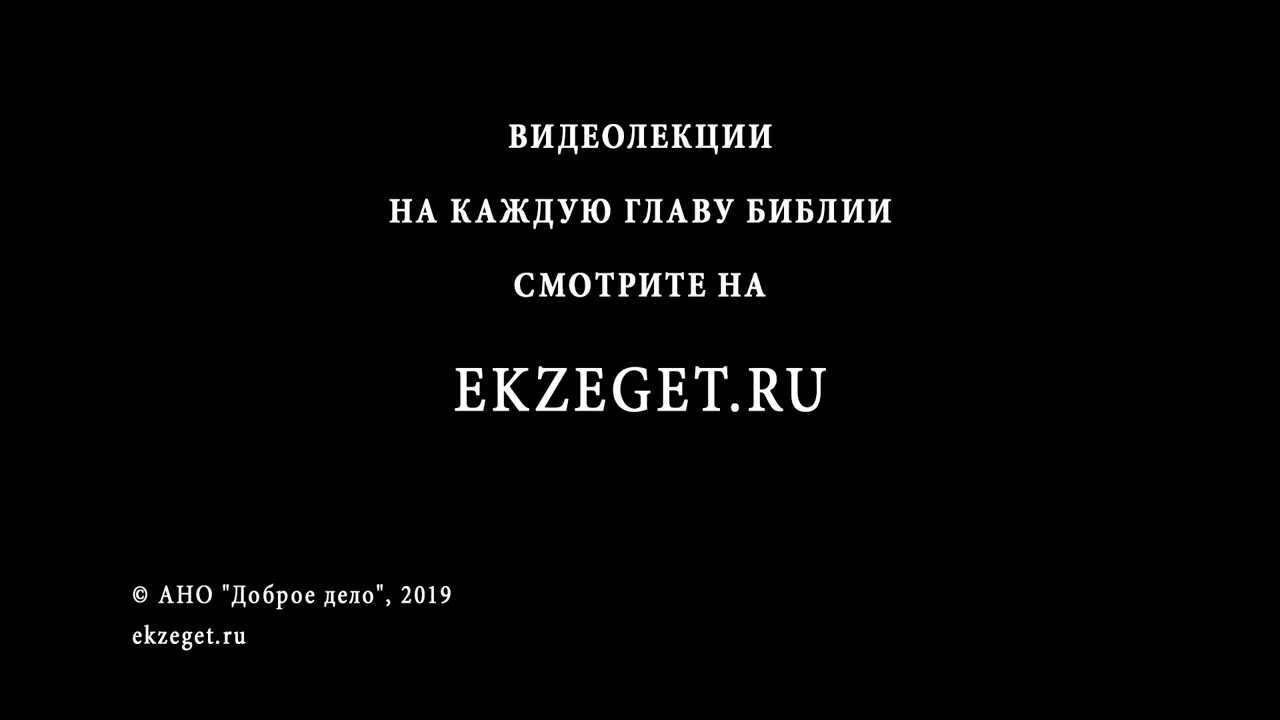 ВИДЕОЛЕКЦИИ
НА КАЖДУЮ ГЛАВУ БИБЛИИ
СМОТРИТЕ НА
EKZEGET.RU
© АНО "Доброе дело", 2019
ekzeget.ru